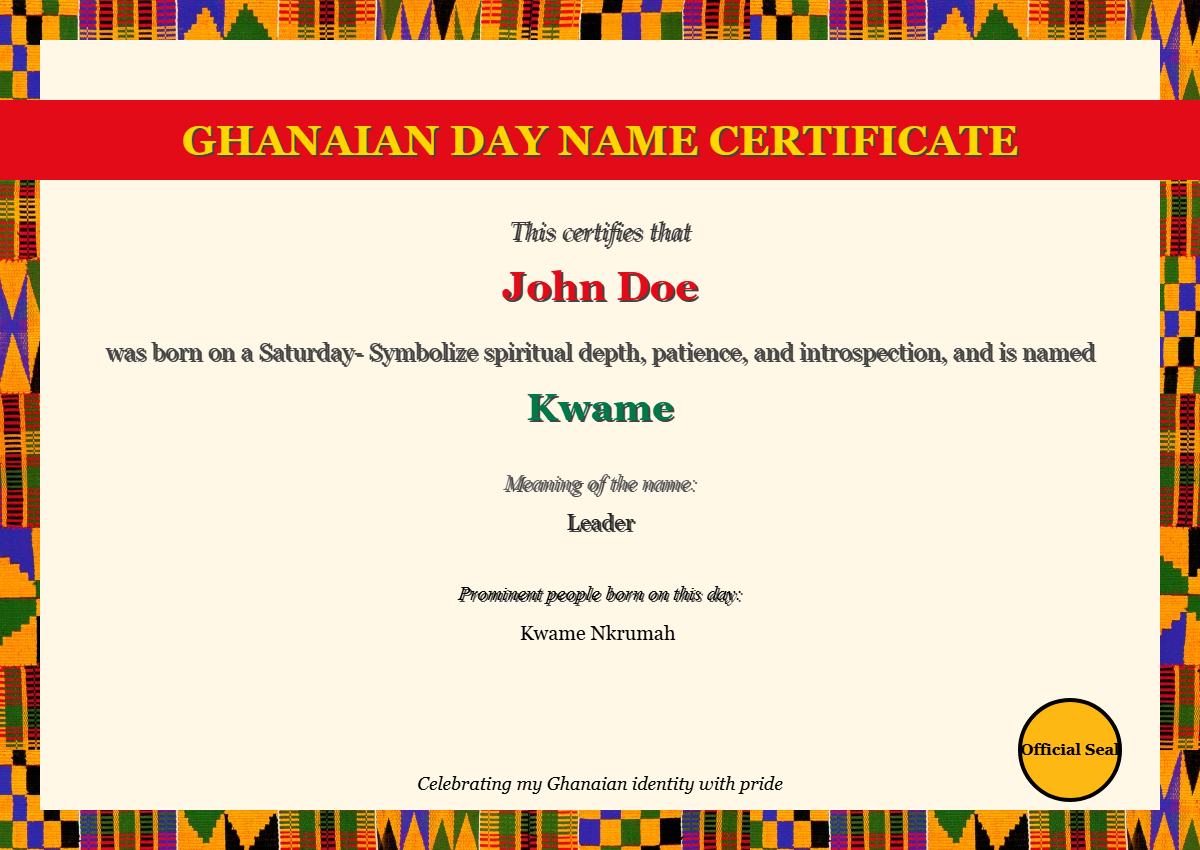 GHANAIAN DAY NAME CERTIFICATE
This certifies that
John Doe
was born on a Saturday- Symbolize spiritual depth, patience, and introspection, and is named
Kwame
Meaning of the name:
Leader
Prominent people born on this day:
Kwame Nkrumah
Official Seal
Celebrating my Ghanaian identity with pride